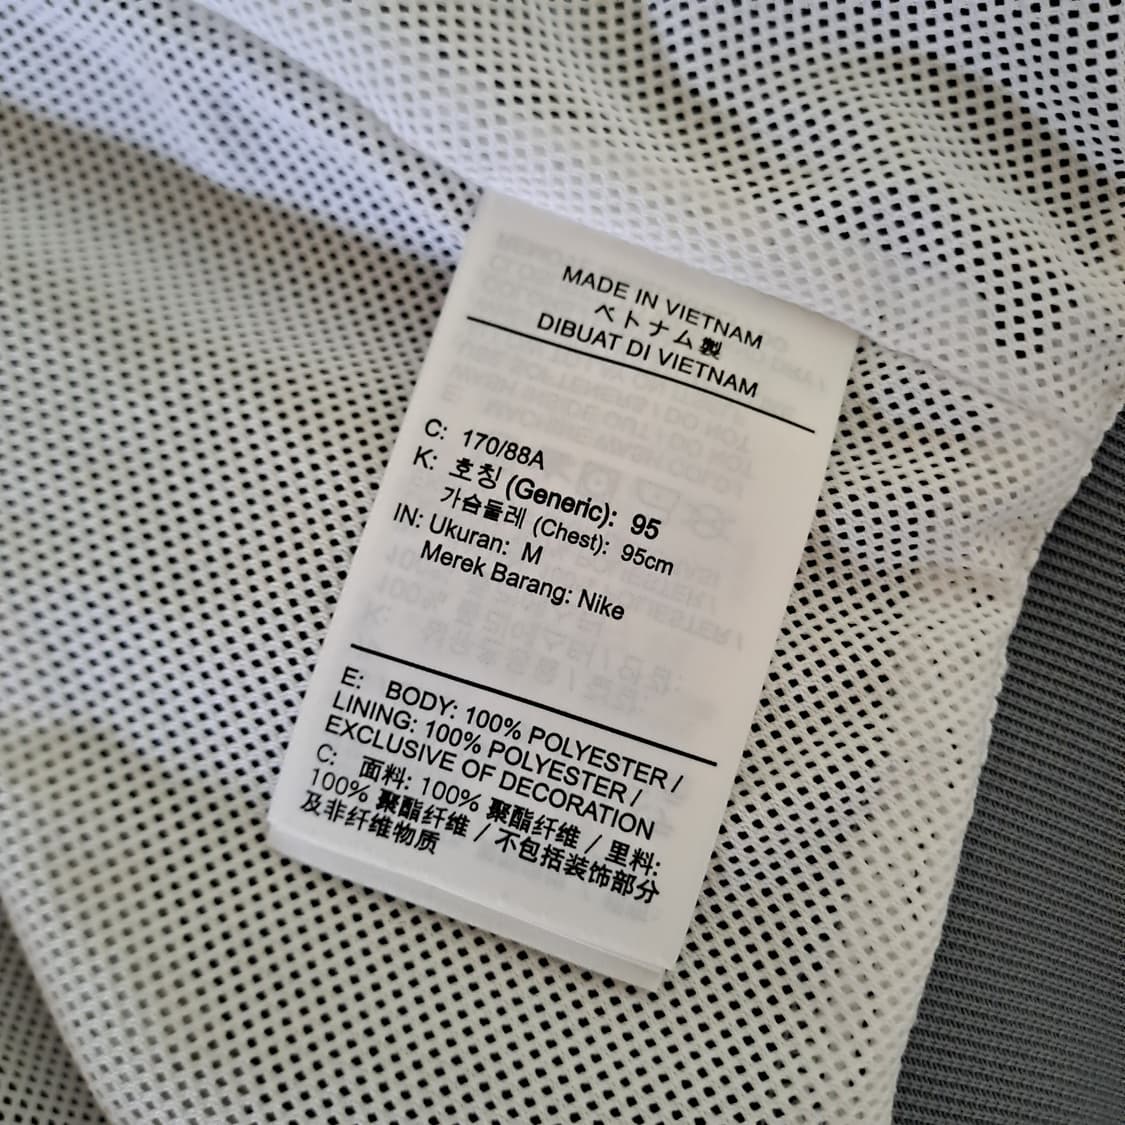 MADE IN VIETNAM
ベトナム製
DIBUAT DI VIETNAM
C: 170/88A
K: 호칭 (Generic): 95
가슴둘레 (Chest): 95cm
IN: Ukuran: M
Merek Barang: Nike
E: BODY: 100% POLYESTER /
LINING: 100% POLYESTER /
EXCLUSIVE OF DECORATION
C: 面料: 100% 聚酯纤维 / 里料:
100% 聚酯纤维 / 不包括装饰部分
及非纤维物质